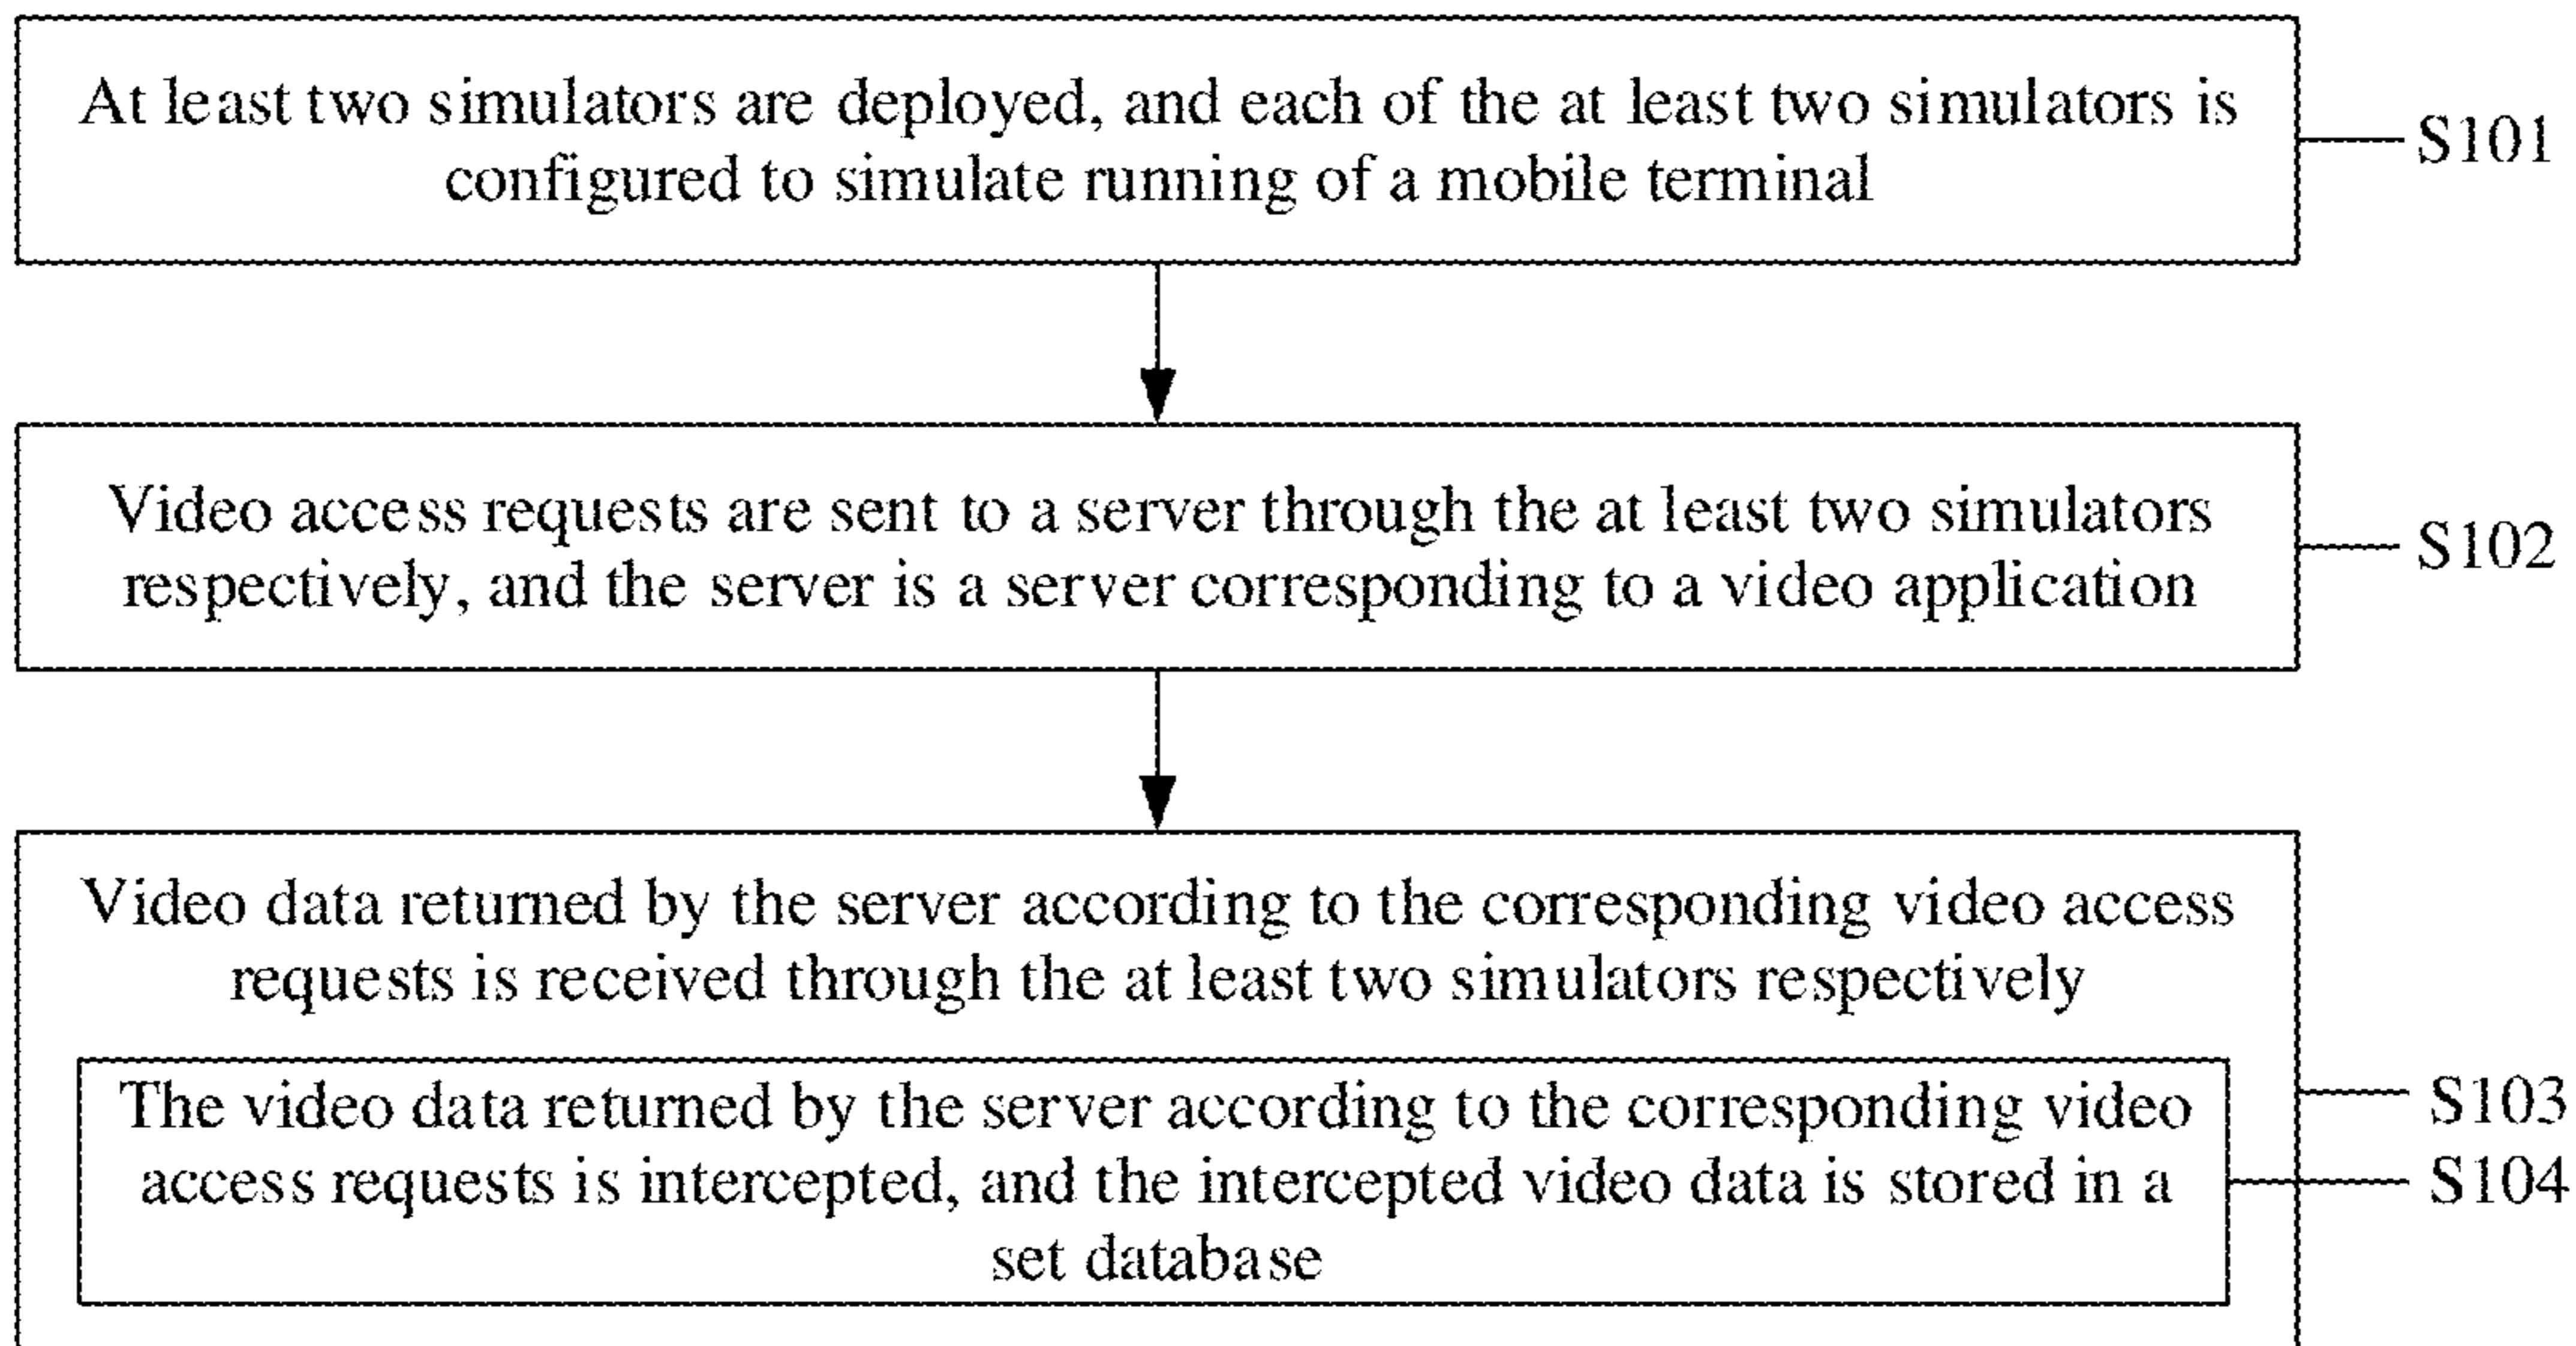 At least two simulators are deployed, and each of the at least two simulators is
configured to simulate running of a mobile terminal
S101
Video access requests are sent to a server through the at least two simulators
respectively, and the server is a server corresponding to a video application
S102
Video data returned by the server according to the corresponding video access
requests is received through the at least two simulators respectively
S103
The video data returned by the server according to the corresponding video
access requests is intercepted, and the intercepted video data is stored in a
set database
S104